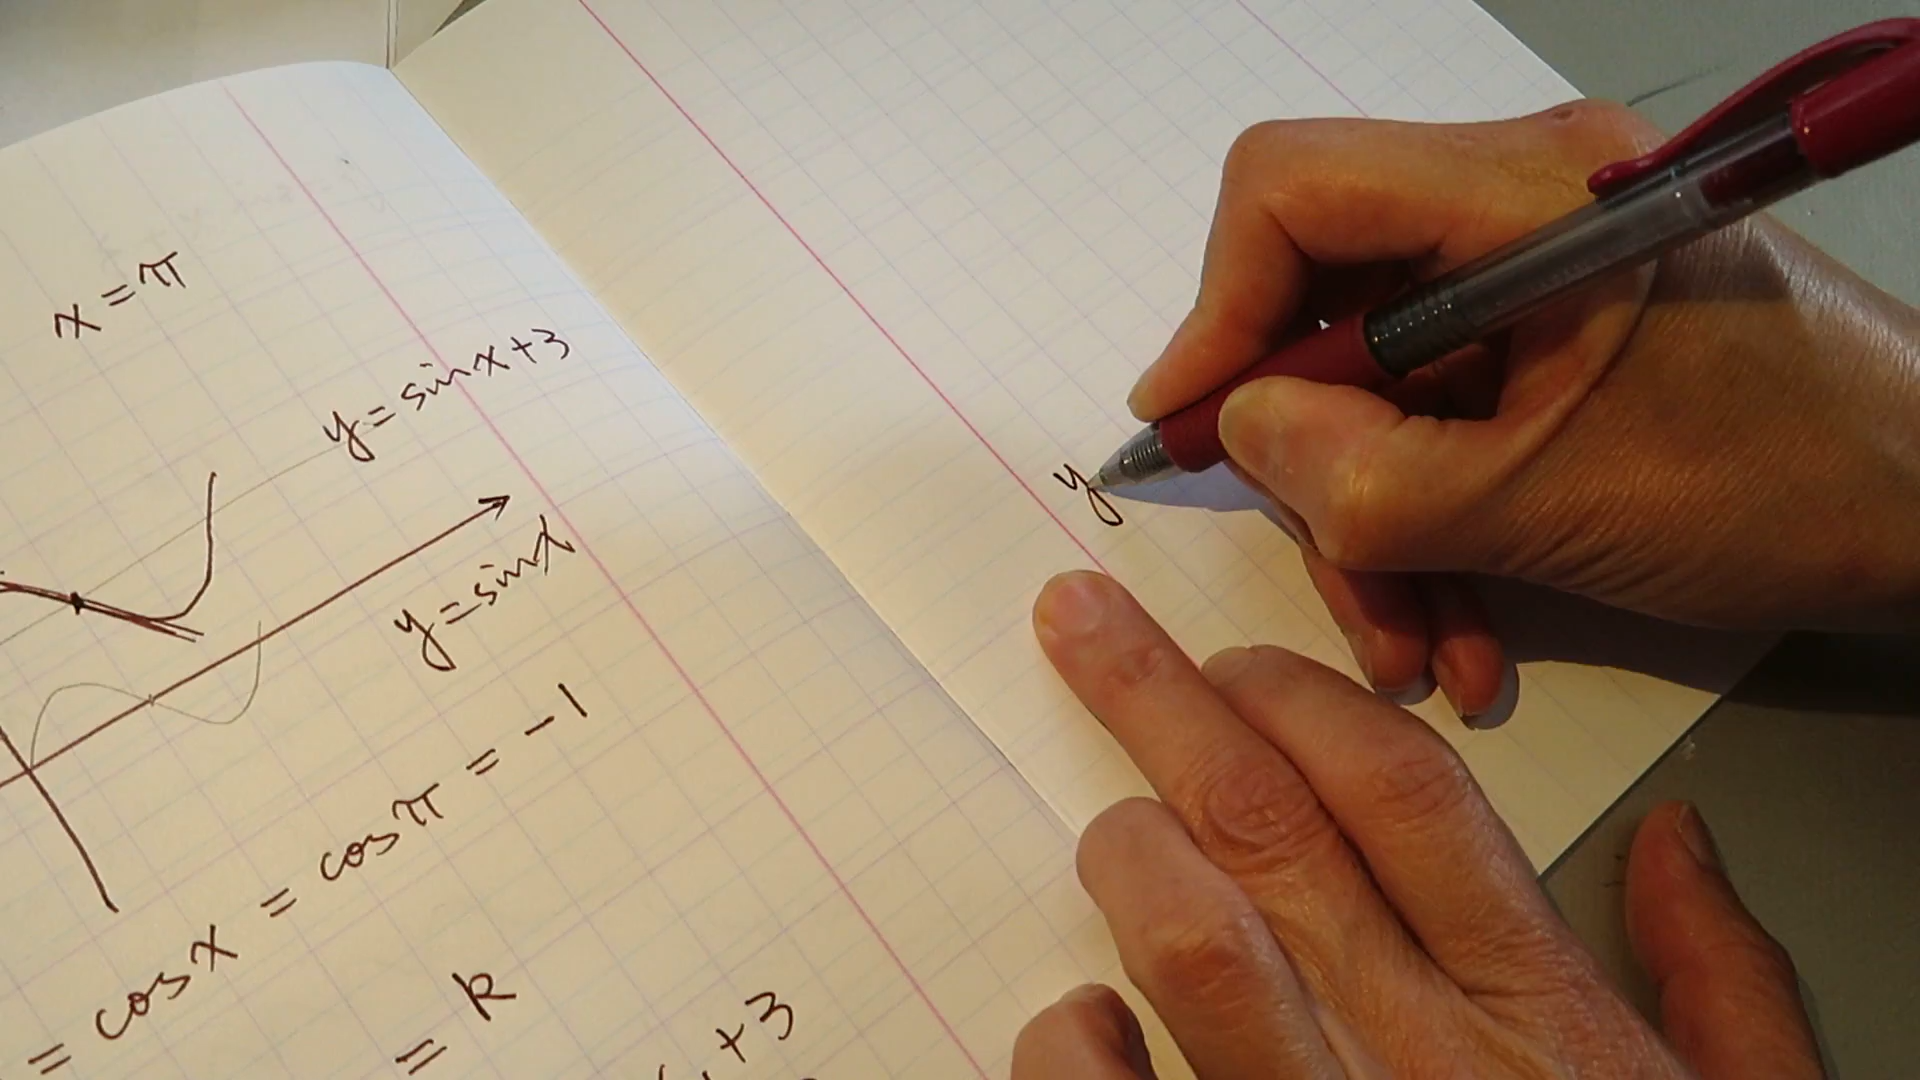 x = π
y = sin x + 3
y = sin x
= cos x = cos π = -1
= k
+ 3
y